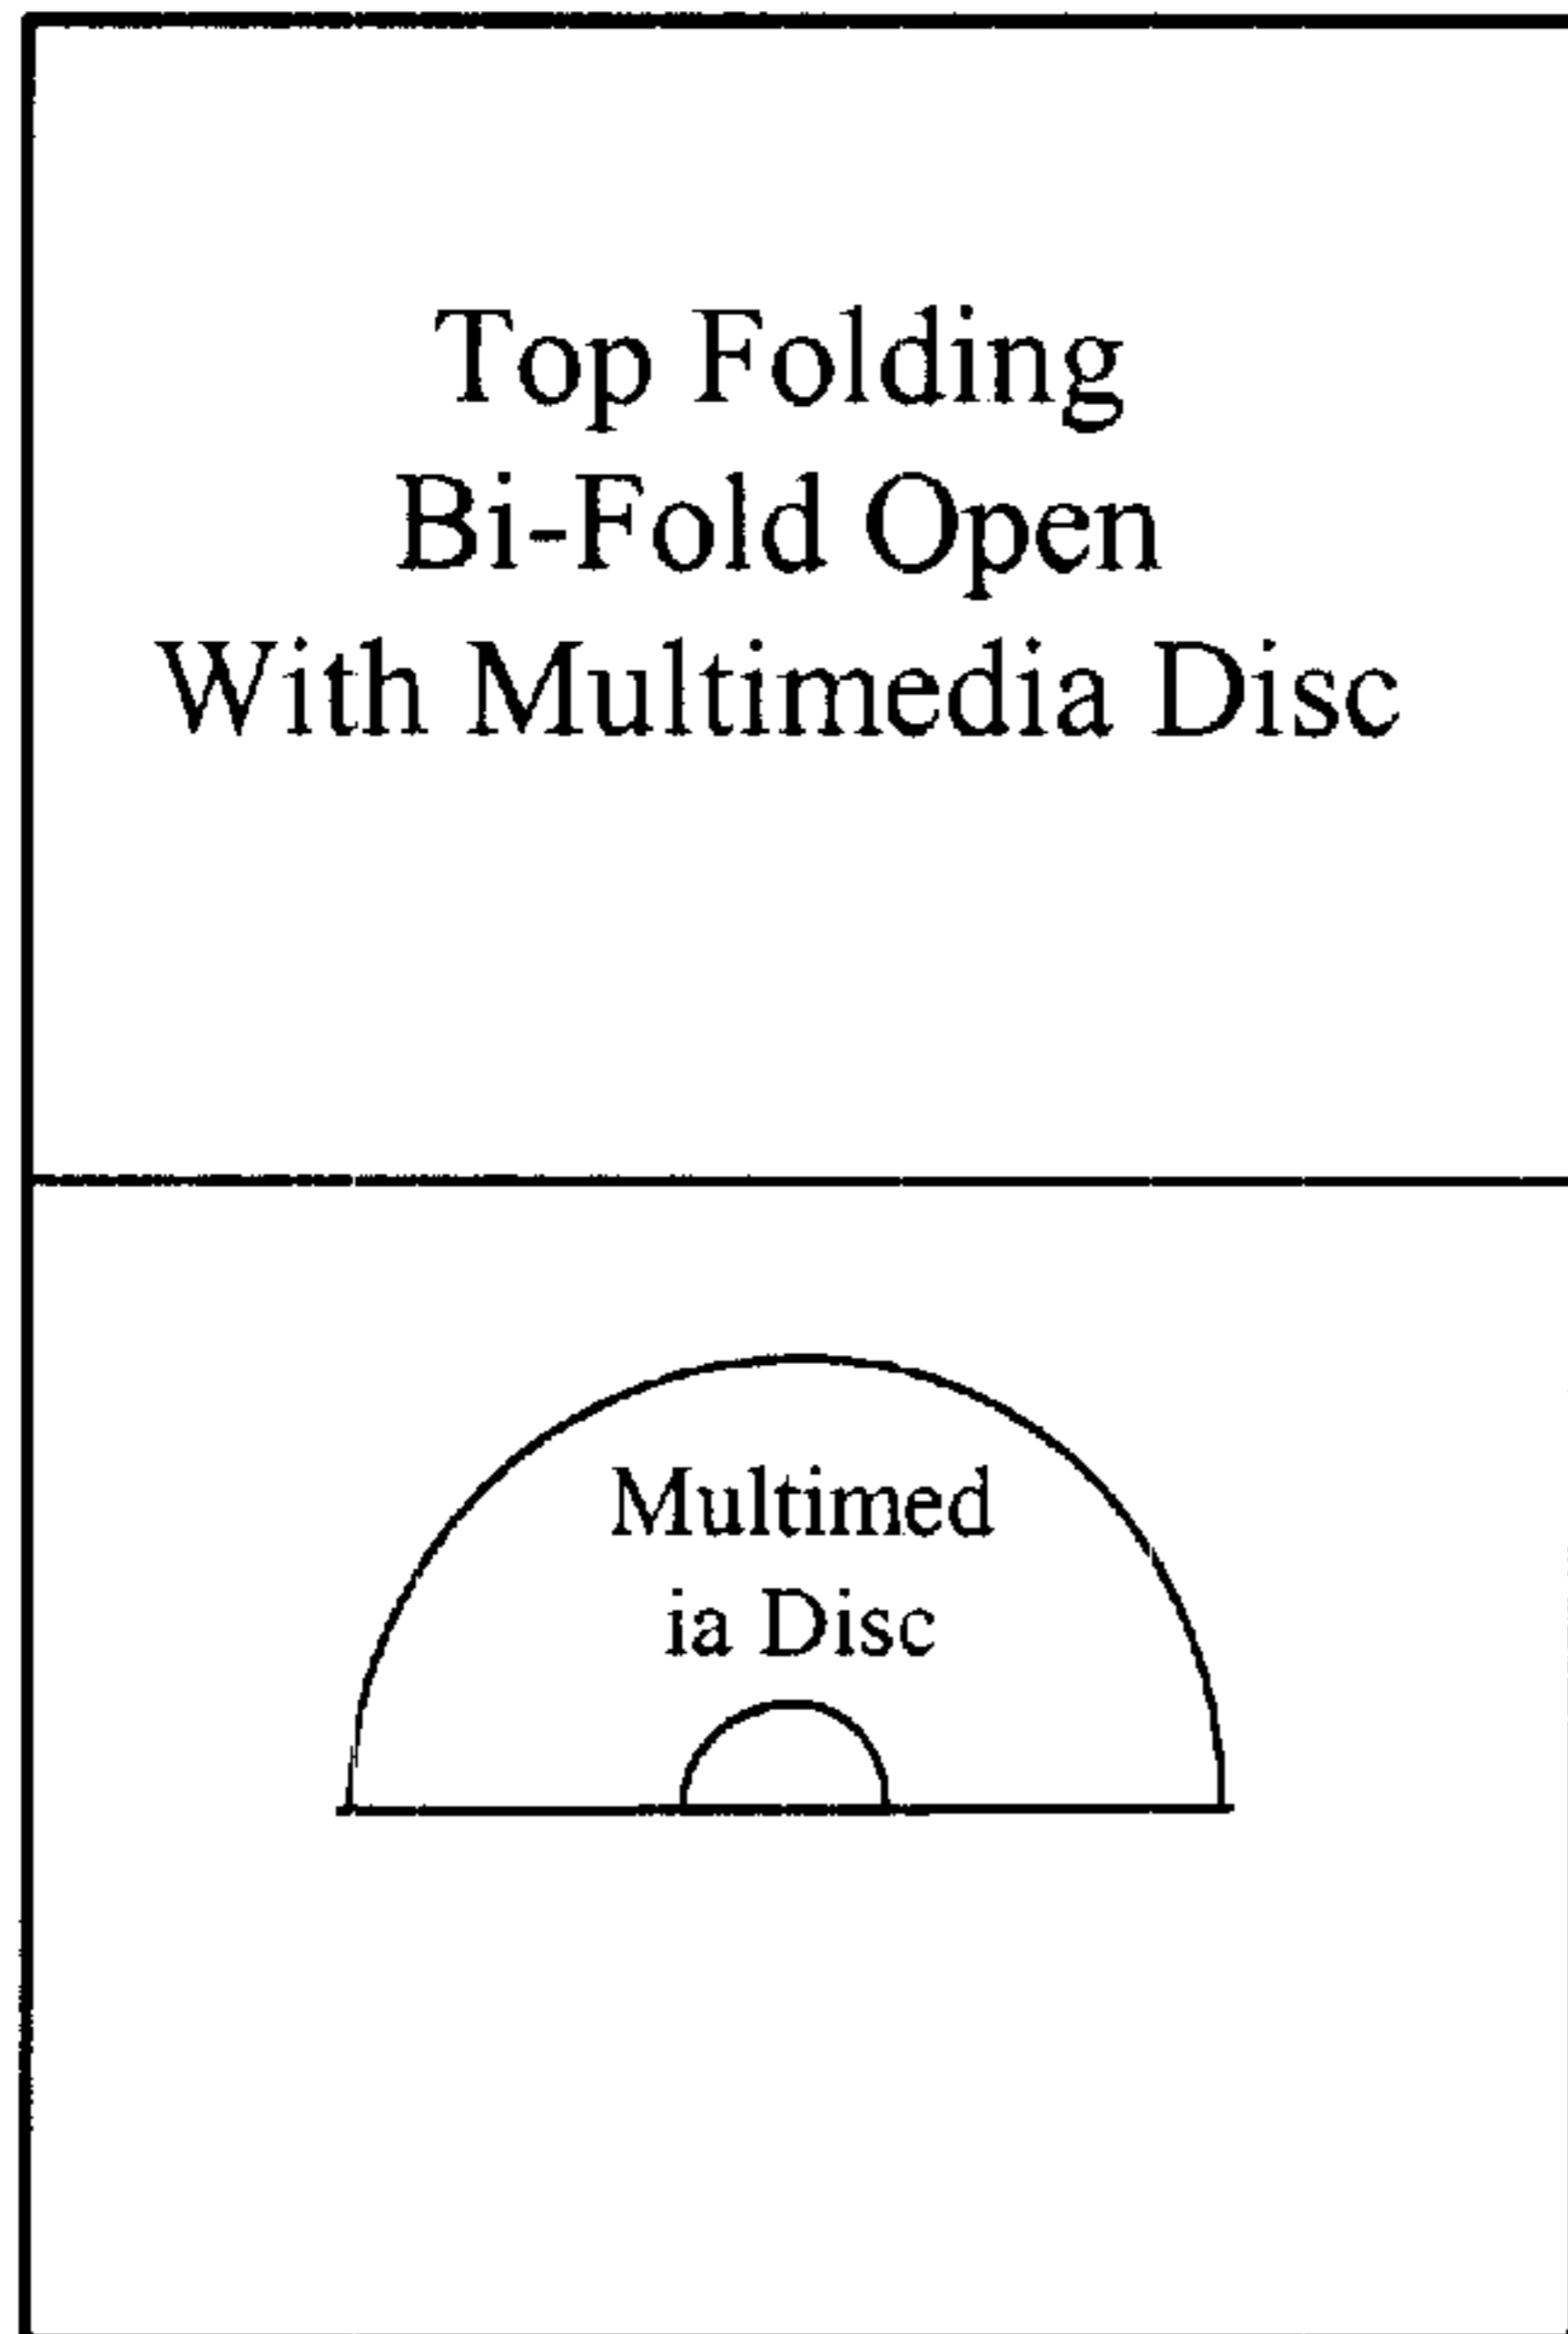 Top Folding
Bi-Fold Open
With Multimedia Disc
Multimed
ia Disc